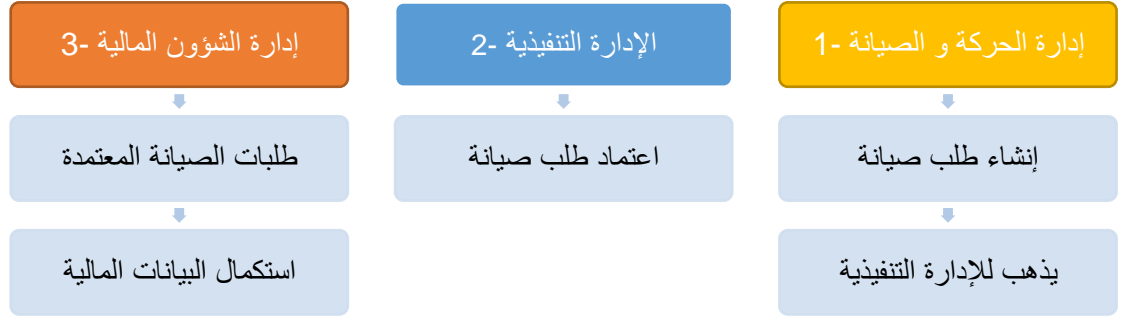 إدارة الحركة و الصيانة -1
إنشاء طلب صيانة
يذهب للإدارة التنفيذية
الإدارة التنفيذية -2
اعتماد طلب صيانة
إدارة الشؤون المالية -3
طلبات الصيانة المعتمدة
استكمال البيانات المالية